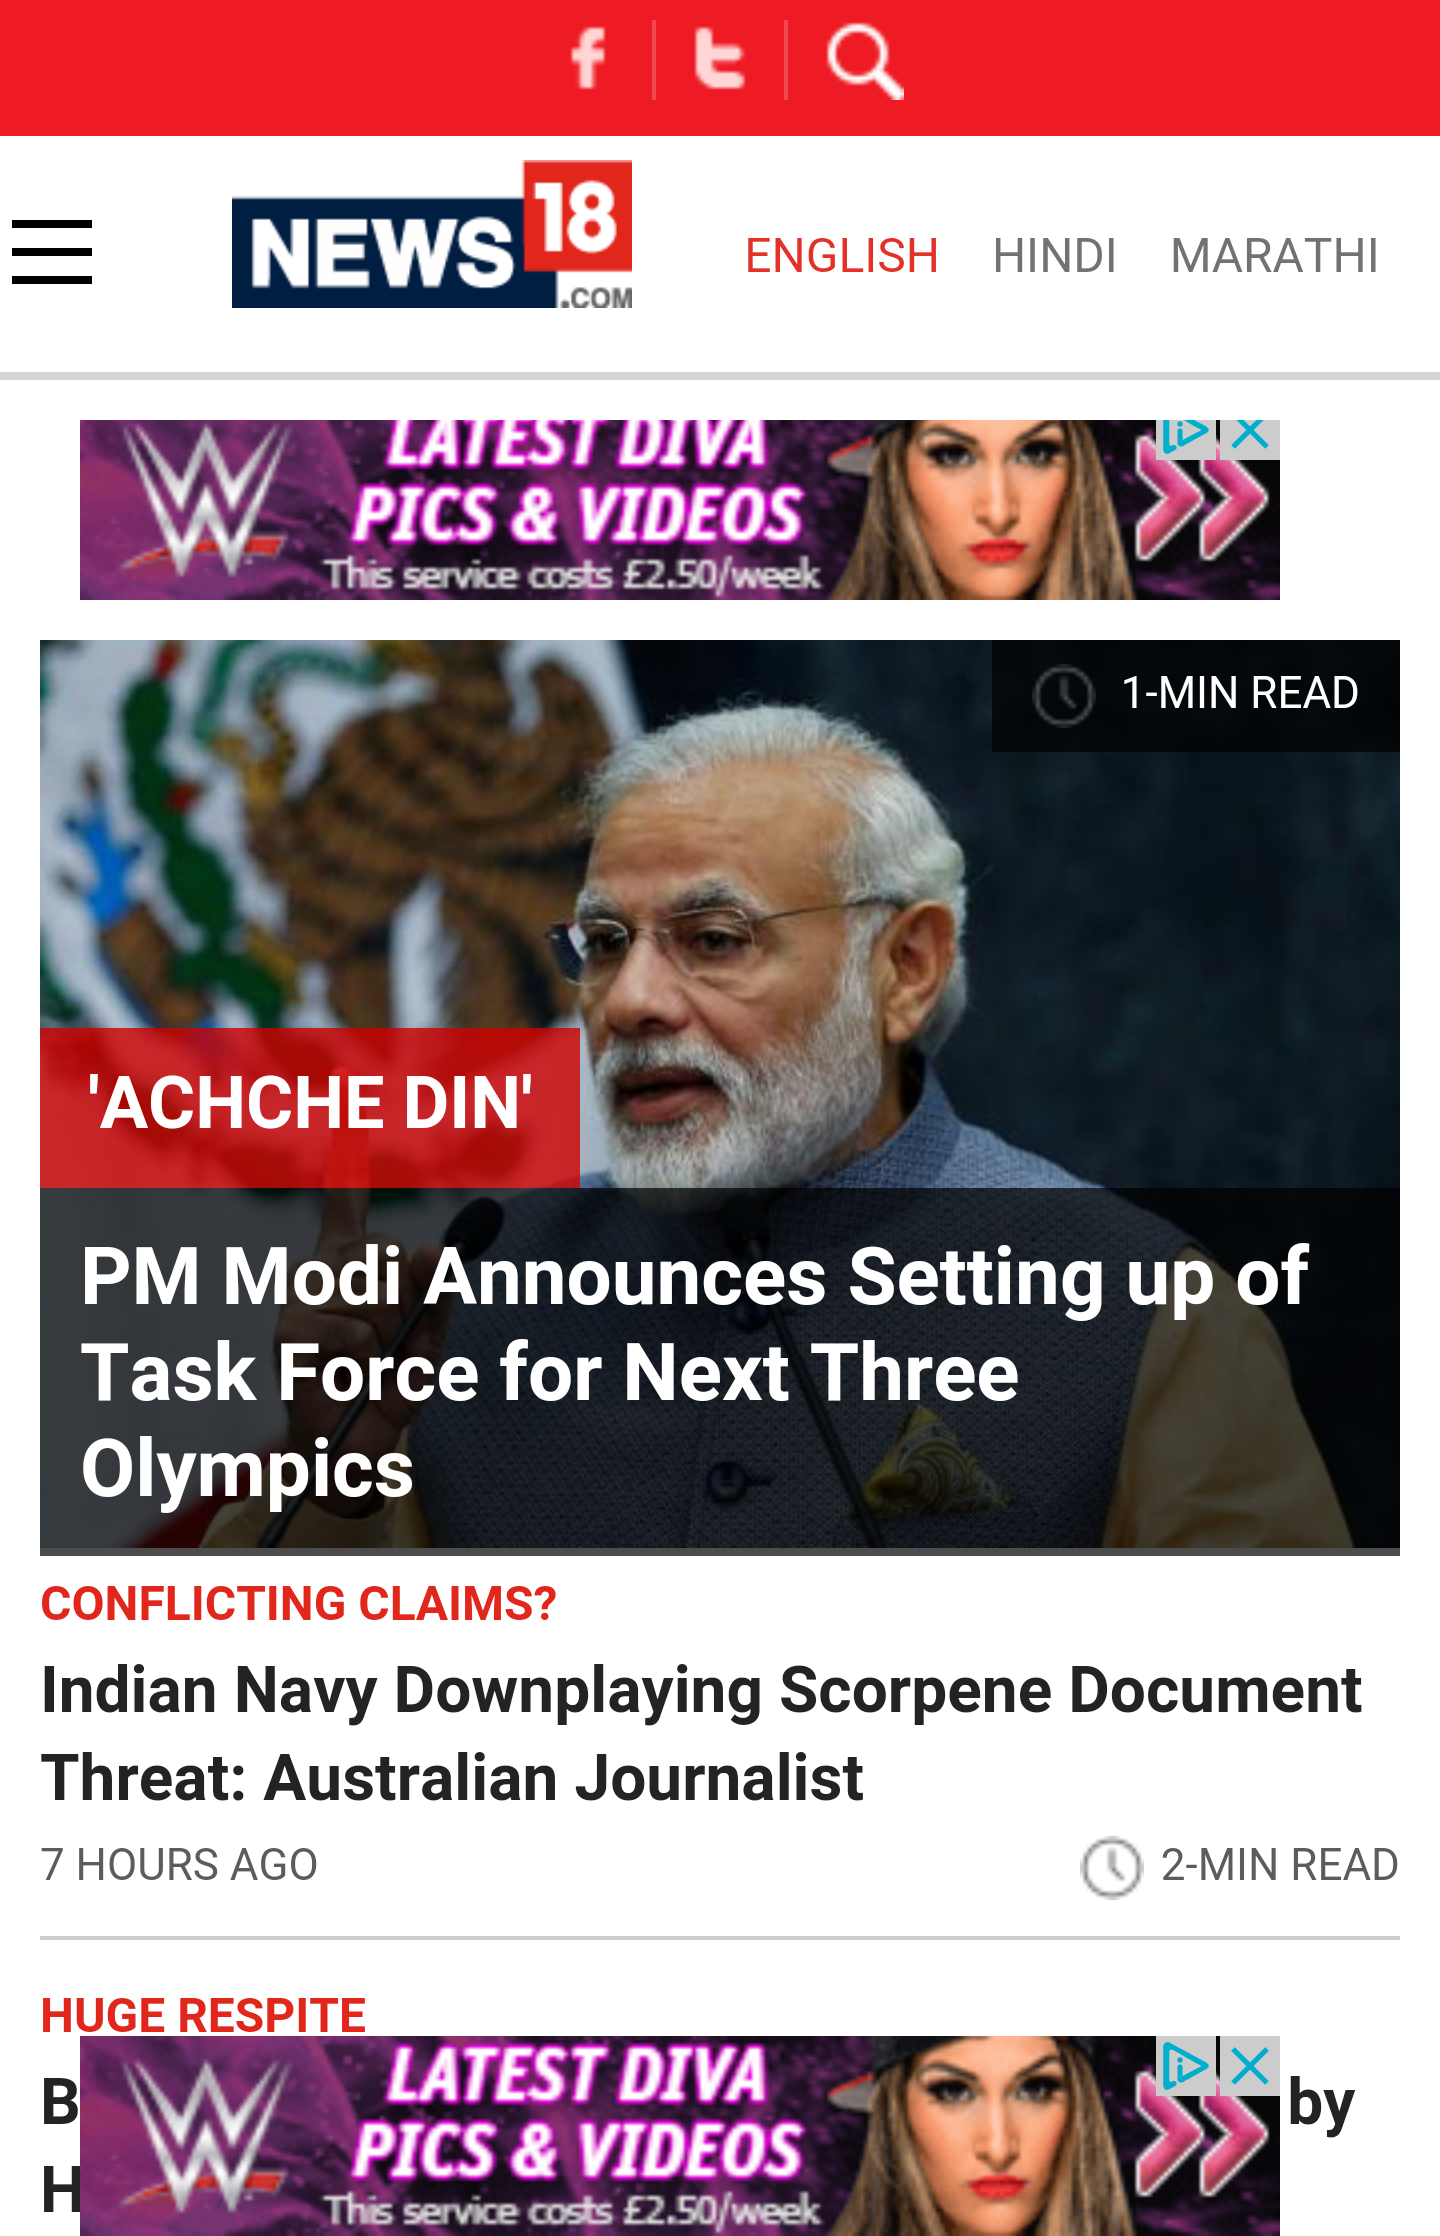 NEWS 18
.COM
ENGLISH HINDI MARATHI
LATEST DIVA
PICS & VIDEOS
This service costs £2.50/week
1-MIN READ
'ACHCHE DIN'
PM Modi Announces Setting up of
Task Force for Next Three
Olympics
CONFLICTING CLAIMS?
Indian Navy Downplaying Scorpene Document
Threat: Australian Journalist
7 HOURS AGO 2-MIN READ
HUGE RESPITE
by
LATEST DIVA
PICS & VIDEOS
This service costs £2.50/week